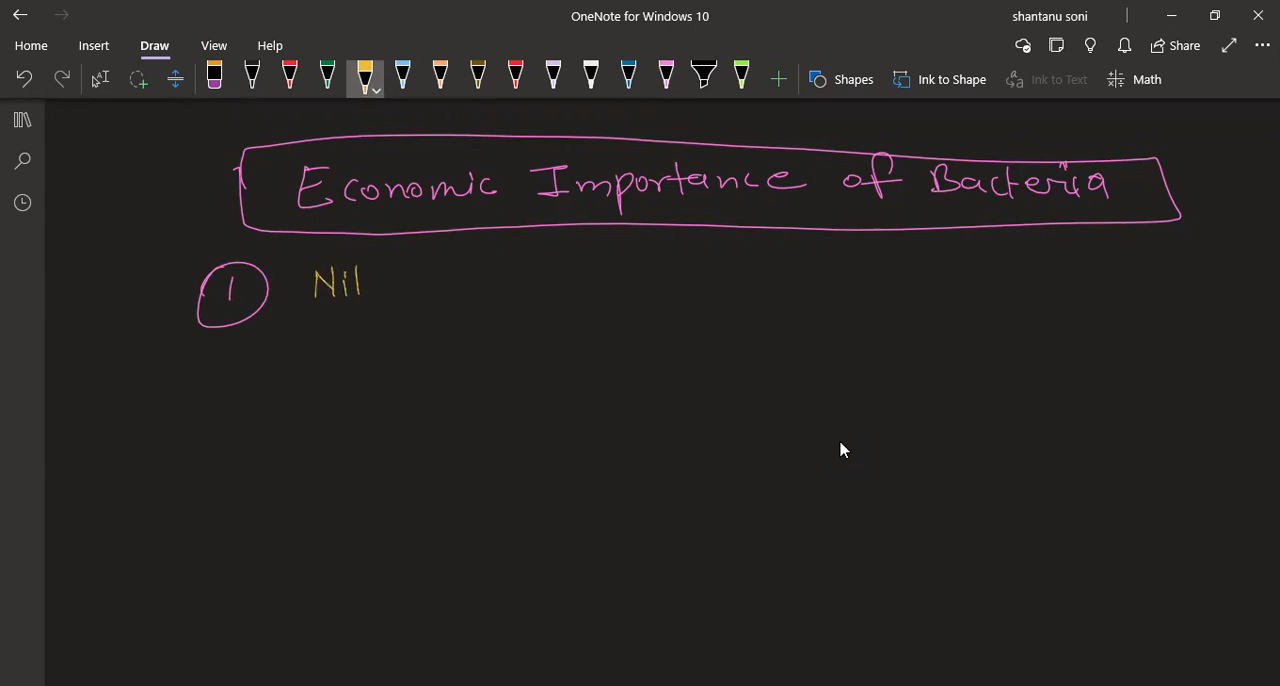 OneNote for Windows 10
shantanu soni
Home Insert Draw View Help
Share
Shapes Ink to Shape Ink to Text Math
Economic Importance of Bacteria
1 Nil